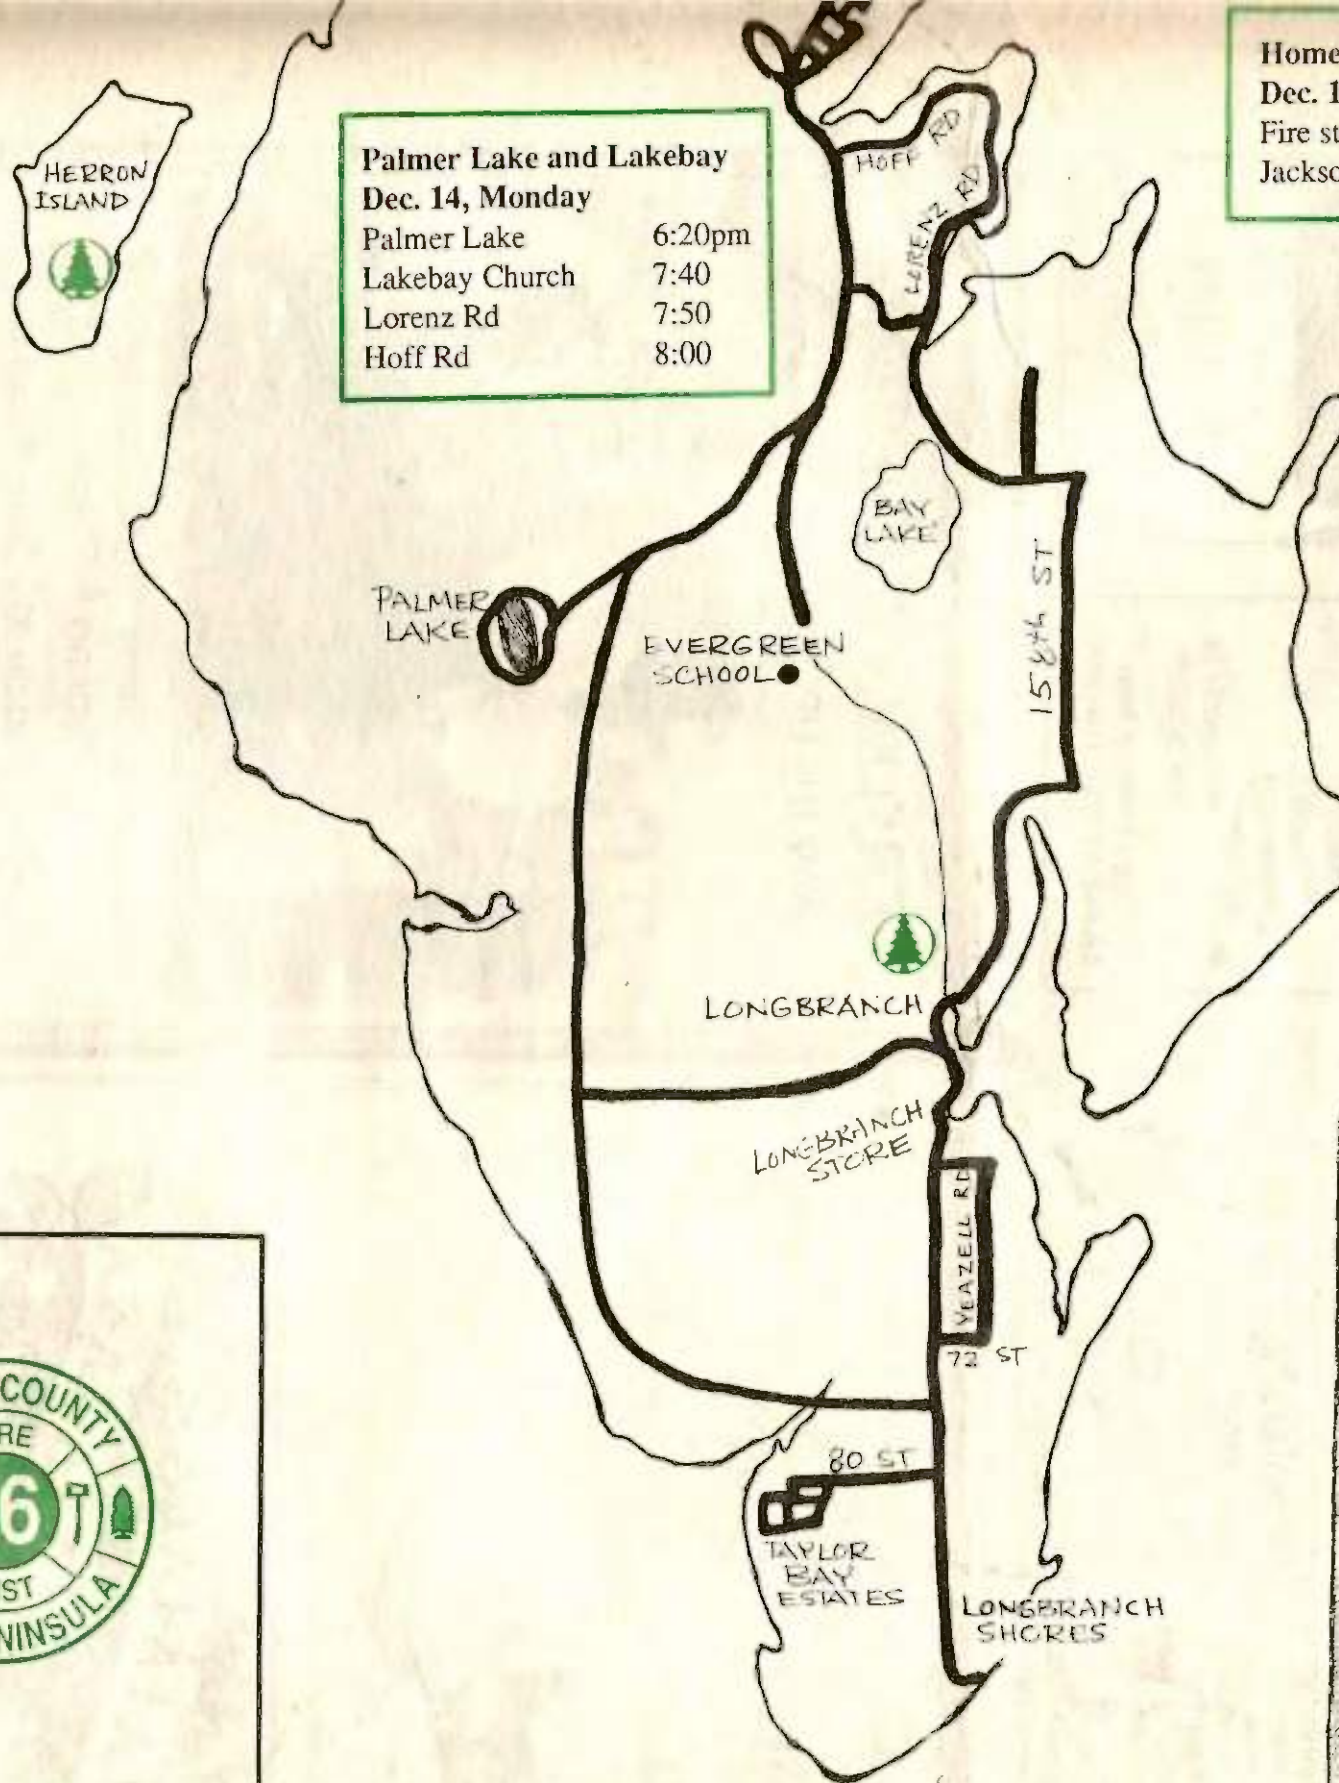 Home
Dec. 1
Fire st
Jackso
HERRON
ISLAND
Palmer Lake and Lakebay
Dec. 14, Monday
Palmer Lake 6:20pm
Lakebay Church 7:40
Lorenz Rd 7:50
Hoff Rd 8:00
HOFF RD
LORENZ RD
BAY
LAKE
158th ST
PALMER
LAKE
EVERGREEN
SCHOOL
LONGBRANCH
LONGBRANCH
STORE
YEAZELL RD
72 ST
80 ST
TAYLOR
BAY
ESTATES
LONGBRANCH
SHORES
COUNTY
RE
6
ST
NINSULA